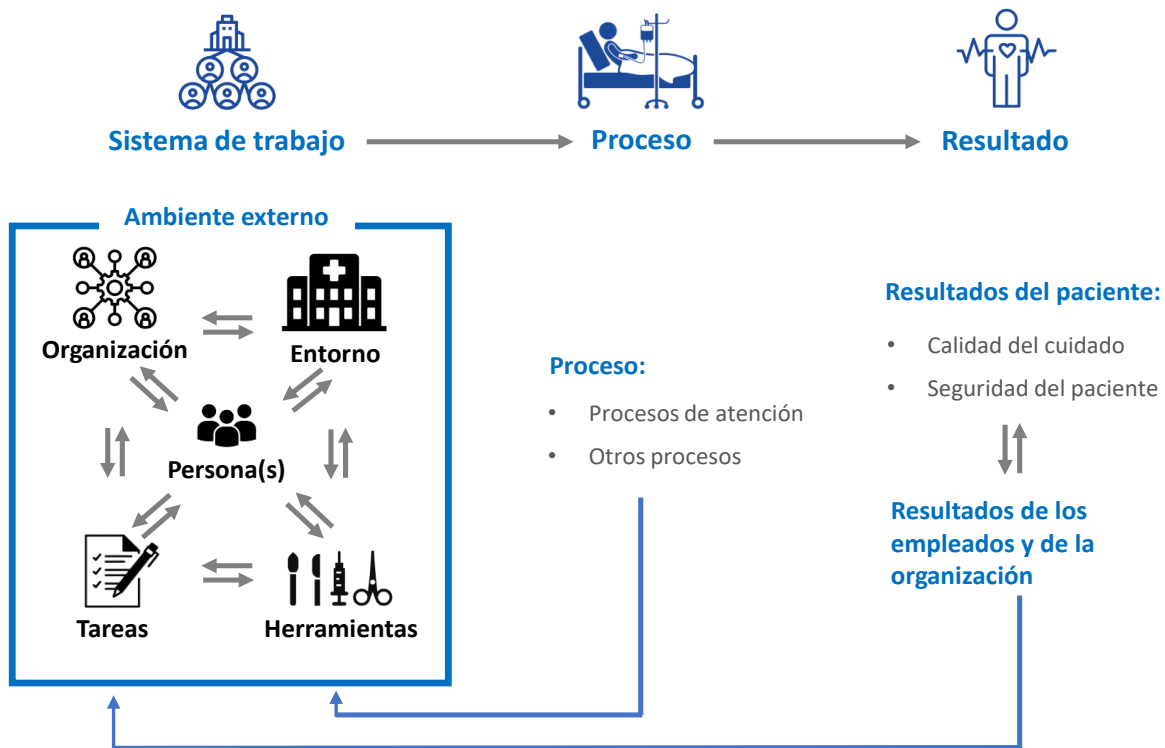 Sistema de trabajo
Proceso
Resultado
Ambiente externo
Organización
Entorno
Persona(s)
Tareas
Herramientas
Proceso:
• Procesos de atención
• Otros procesos
Resultados del paciente:
• Calidad del cuidado
• Seguridad del paciente
Resultados de los
empleados y de la
organización